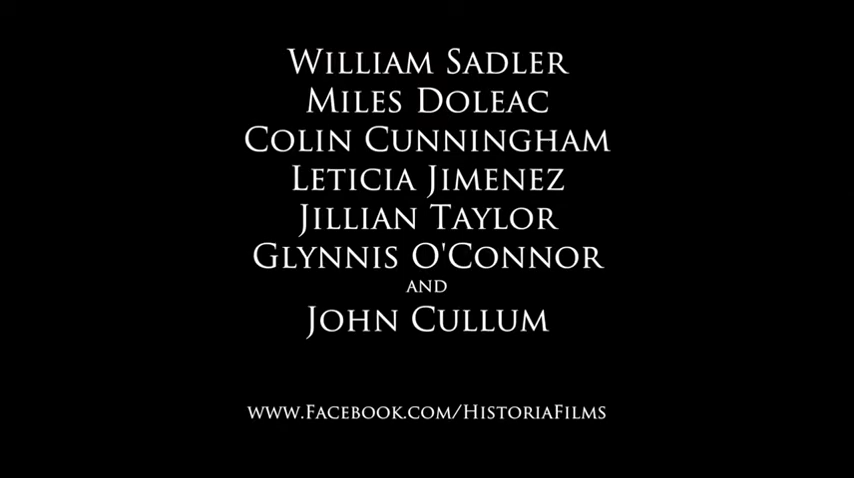 William Sadler
Miles Doleac
Colin Cunningham
Leticia Jimenez
Jillian Taylor
Glynnis O'Connor
and
John Cullum
www.Facebook.com/HistoriaFilms